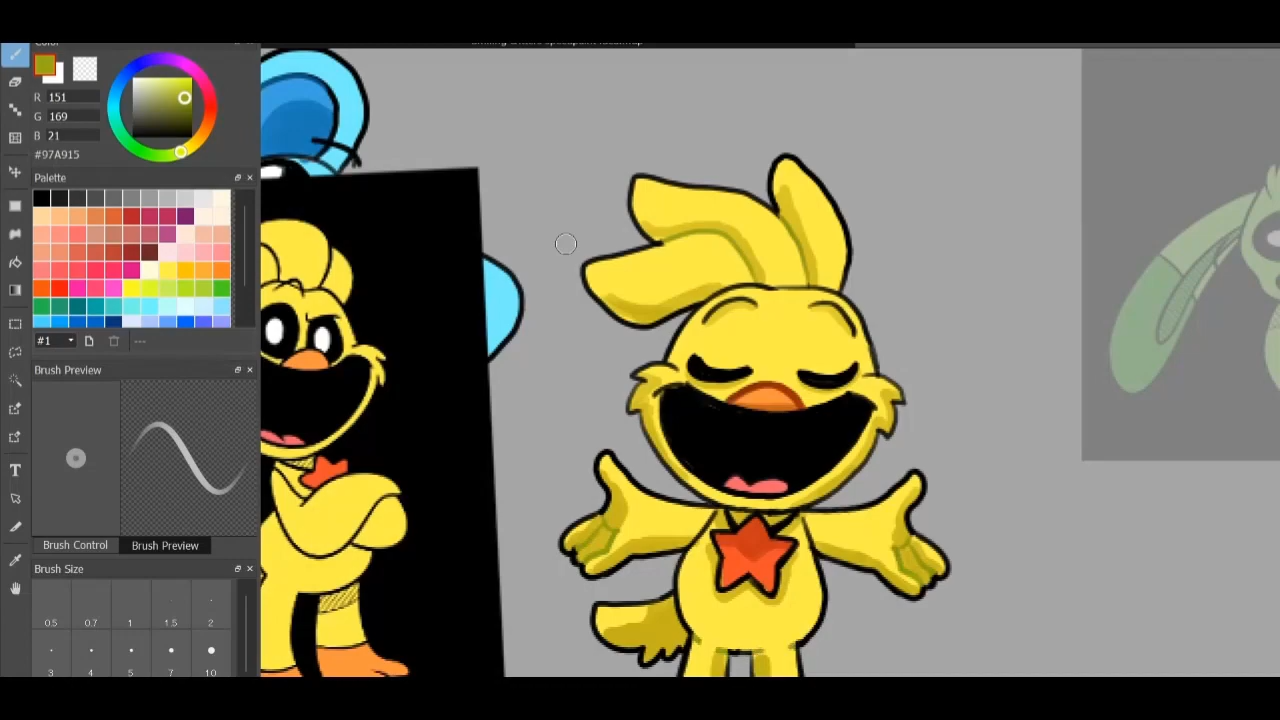 Color
R 151
G 169
B 21
#97A915
Palette
#1
Brush Preview
Brush Control
Brush Preview
Brush Size
0.5 0.7 1 1.5 2
3 4 5 7 10